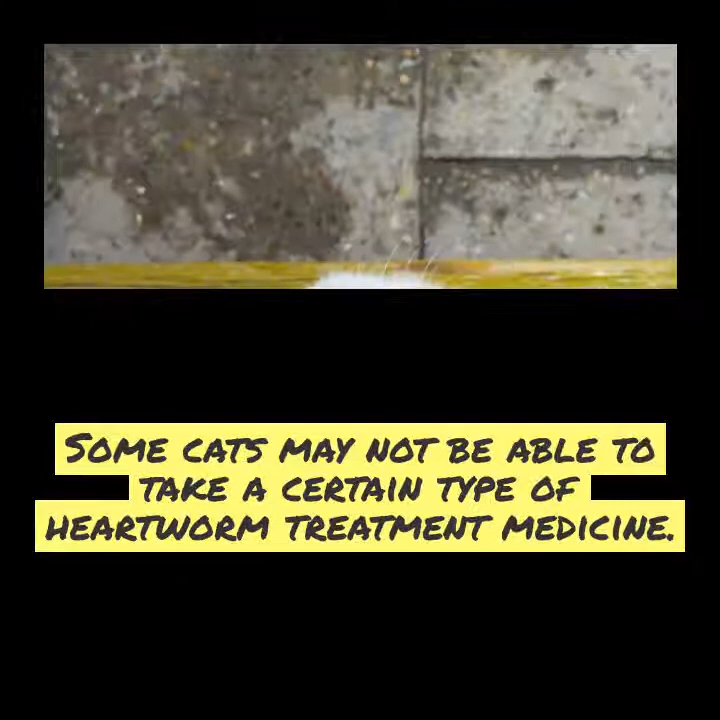 Some cats may not be able to
take a certain type of
heartworm treatment medicine.